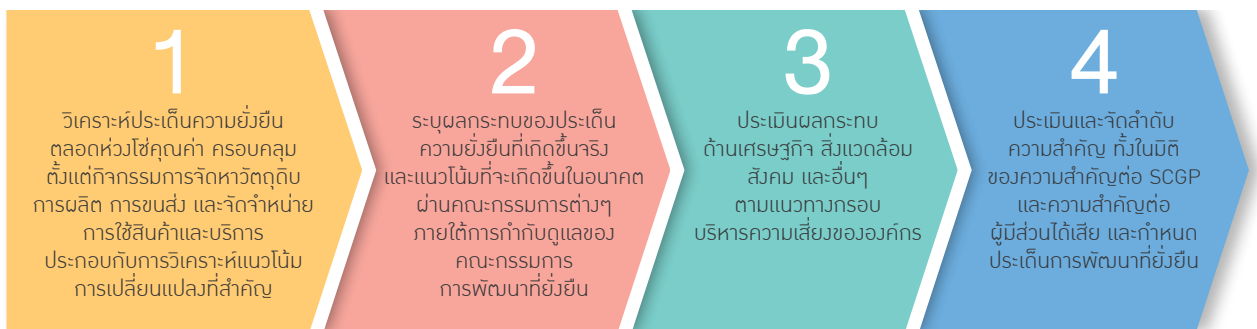 1
วิเคราะห์ประเด็นความยั่งยืน
ตลอดห่วงโซ่คุณค่า ครอบคลุม
ตั้งแต่กิจกรรมการจัดหาวัตถุดิบ
การผลิต การขนส่ง และจัดจำหน่าย
การใช้สินค้าและบริการ
ประกอบกับการวิเคราะห์แนวโน้ม
การเปลี่ยนแปลงที่สำคัญ
2
ระบุผลกระทบของประเด็น
ความยั่งยืนที่เกิดขึ้นจริง
และแนวโน้มที่จะเกิดขึ้นในอนาคต
ผ่านคณะกรรมการต่างๆ
ภายใต้การกำกับดูแลของ
คณะกรรมการ
การพัฒนาที่ยั่งยืน
3
ประเมินผลกระทบ
ด้านเศรษฐกิจ สิ่งแวดล้อม
สังคม และอื่นๆ
ตามแนวทางกรอบ
บริหารความเสี่ยงขององค์กร
4
ประเมินและจัดลำดับ
ความสำคัญ ทั้งในมิติ
ของความสำคัญต่อ SCGP
และความสำคัญต่อ
ผู้มีส่วนได้เสีย และกำหนด
ประเด็นการพัฒนาที่ยั่งยืน